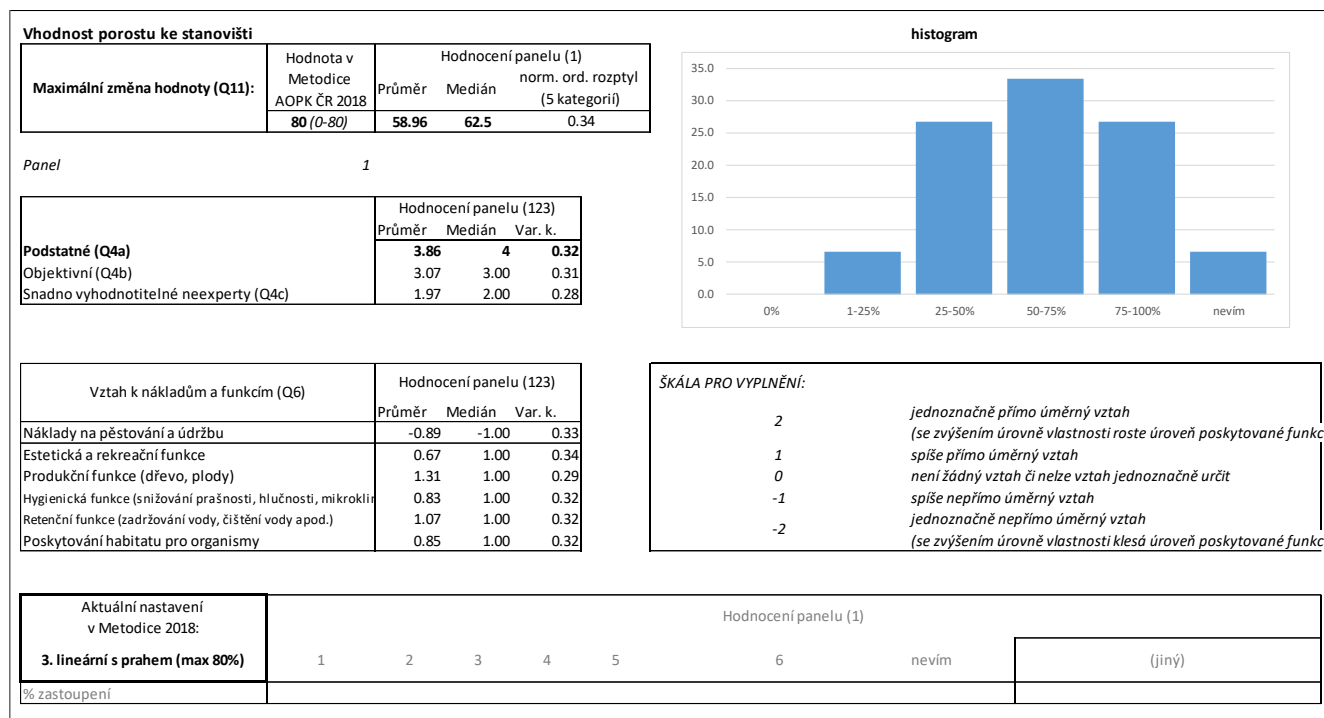 Vhodnost porostu ke stanovišti
Maximální změna hodnoty (Q11):
Hodnota v
Metodice
AOPK ČR 2018
Hodnocení panelu (1)
Průměr Medián norm. ord. rozptyl
(5 kategorií)
80 (0-80) 58.96 62.5 0.34
Panel 1
Hodnocení panelu (123)
Průměr Medián Var. k.
Podstatné (Q4a) 3.86 4 0.32
Objektivní (Q4b) 3.07 3.00 0.31
Snadno vyhodnotitelné neexperty (Q4c) 1.97 2.00 0.28
histogram
35.0
30.0
25.0
20.0
15.0
10.0
5.0
0.0
0% 1-25% 25-50% 50-75% 75-100% nevím
Vztah k nákladům a funkcím (Q6)
Hodnocení panelu (123)
Průměr Medián Var. k.
Náklady na pěstování a údržbu -0.89 -1.00 0.33
Estetická a rekreační funkce 0.67 1.00 0.34
Produkční funkce (dřevo, plody) 1.31 1.00 0.29
Hygienická funkce (snižování prašnosti, hlučnosti, mikroklir 0.83 1.00 0.32
Retenční funkce (zadržování vody, čištění vody apod.) 1.07 1.00 0.32
Poskytování habitatu pro organismy 0.85 1.00 0.32
ŠKÁLA PRO VYPLNĚNÍ:
2 jednoznačně přímo úměrný vztah
(se zvýšením úrovně vlastnosti roste úroveň poskytované funkc
1 spíše přímo úměrný vztah
0 není žádný vztah či nelze vztah jednoznačně určit
-1 spíše nepřímo úměrný vztah
-2 jednoznačně nepřímo úměrný vztah
(se zvýšením úrovně vlastnosti klesá úroveň poskytované funkc
Aktuální nastavení
v Metodice 2018:
3. lineární s prahem (max 80%)
Hodnocení panelu (1)
1 2 3 4 5 6 nevím (jiný)
% zastoupení